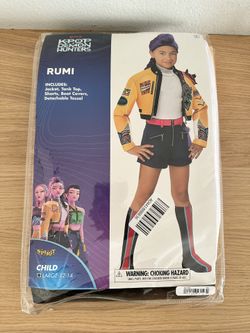 KPOP
DEMON
HUNTERS
RUMI
INCLUDES:
Jacket, Tank Top,
Shorts, Boot Covers,
Detachable Tassel
SPIRIT
CHILD
LARGE 12-14
WARNING: CHOKING HAZARD